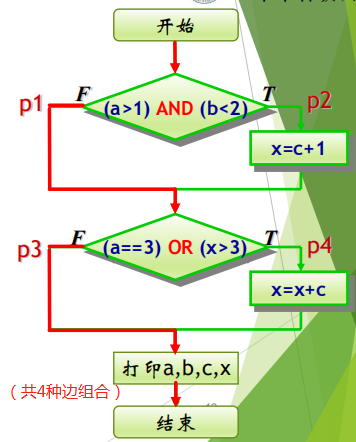 开始
F
T
p1
(a>1) AND (b<2)
p2
x=c+1
F
T
p3
(a==3) OR (x>3)
p4
x=x+c
打印a,b,c,x
（共4种边组合）
结束